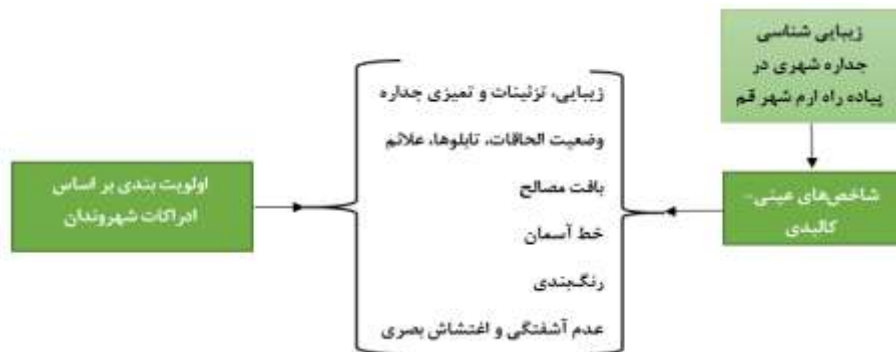 زیبایی شناسی
جداره شهری در
پیاده راه ارم شهر قم
شاخص‌های عینی-
کالبدی
زیبایی، تزئینات و تمیزی جداره
وضعیت الحاقات، تابلوها، علائم
بافت مصالح
خط آسمان
رنگ‌بندی
عدم آشفتگی و اغتشاش بصری
اولویت بندی بر اساس
ادراکات شهروندان